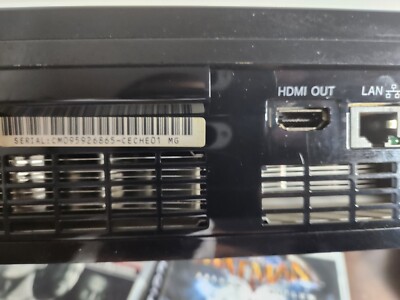 HDMI OUT
LAN
SERIAL:CM095926865-CECHE01 MG